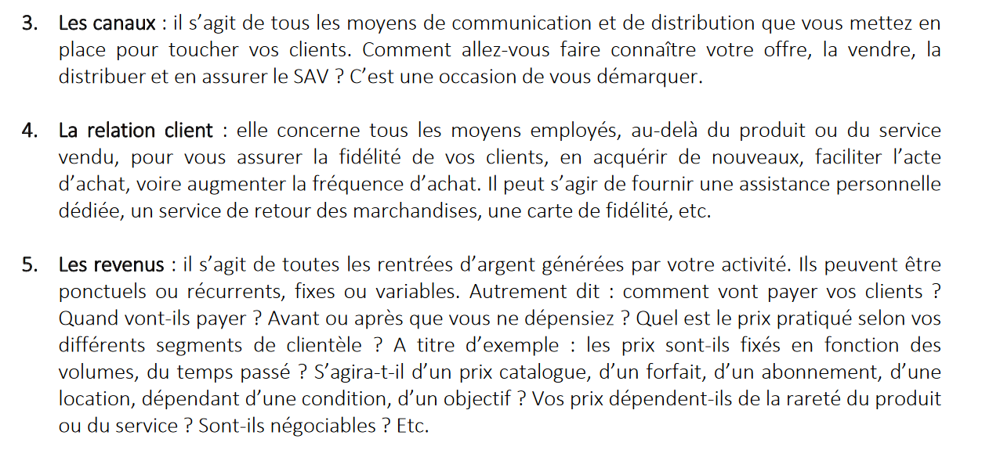 3. Les canaux : il s’agit de tous les moyens de communication et de distribution que vous mettez en
place pour toucher vos clients. Comment allez-vous faire connaître votre offre, la vendre, la
distribuer et en assurer le SAV ? C’est une occasion de vous démarquer.
4. La relation client : elle concerne tous les moyens employés, au-delà du produit ou du service
vendu, pour vous assurer la fidélité de vos clients, en acquérir de nouveaux, faciliter l’acte
d’achat, voire augmenter la fréquence d’achat. Il peut s’agir de fournir une assistance personnelle
dédiée, un service de retour des marchandises, une carte de fidélité, etc.
5. Les revenus : il s’agit de toutes les rentrées d’argent générées par votre activité. Ils peuvent être
ponctuels ou récurrents, fixes ou variables. Autrement dit : comment vont payer vos clients ?
Quand vont-ils payer ? Avant ou après que vous ne dépensiez ? Quel est le prix pratiqué selon vos
différents segments de clientèle ? A titre d’exemple : les prix sont-ils fixés en fonction des
volumes, du temps passé ? S’agira-t-il d’un prix catalogue, d’un forfait, d’un abonnement, d’une
location, dépendant d’une condition, d’un objectif ? Vos prix dépendent-ils de la rareté du produit
ou du service ? Sont-ils négociables ? Etc.